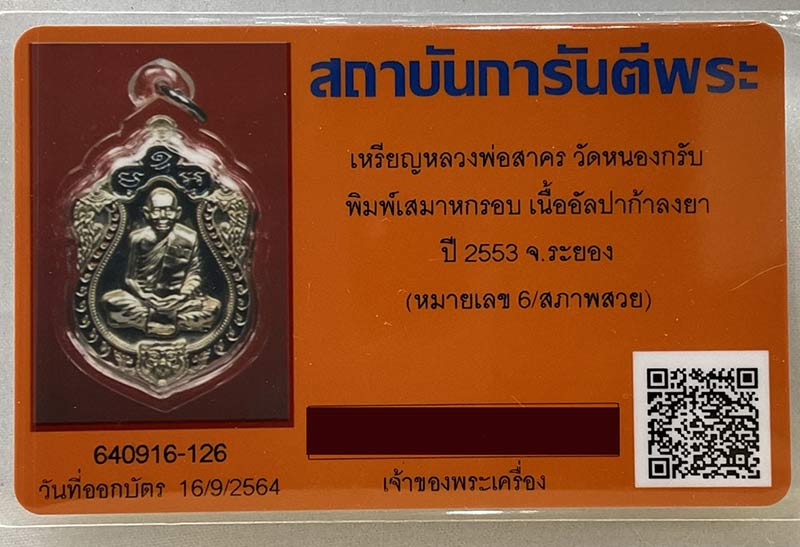 สถาบันการันตีพระ
เหรียญหลวงพ่อสาคร วัดหนองกรับ
พิมพ์เสมาหกรอบ เนื้ออัลปาก้าลงยา
ปี 2553 จ.ระยอง
(หมายเลข 6/สภาพสวย)
640916-126
วันที่ออกบัตร 16/9/2564
เจ้าของพระเครื่อง